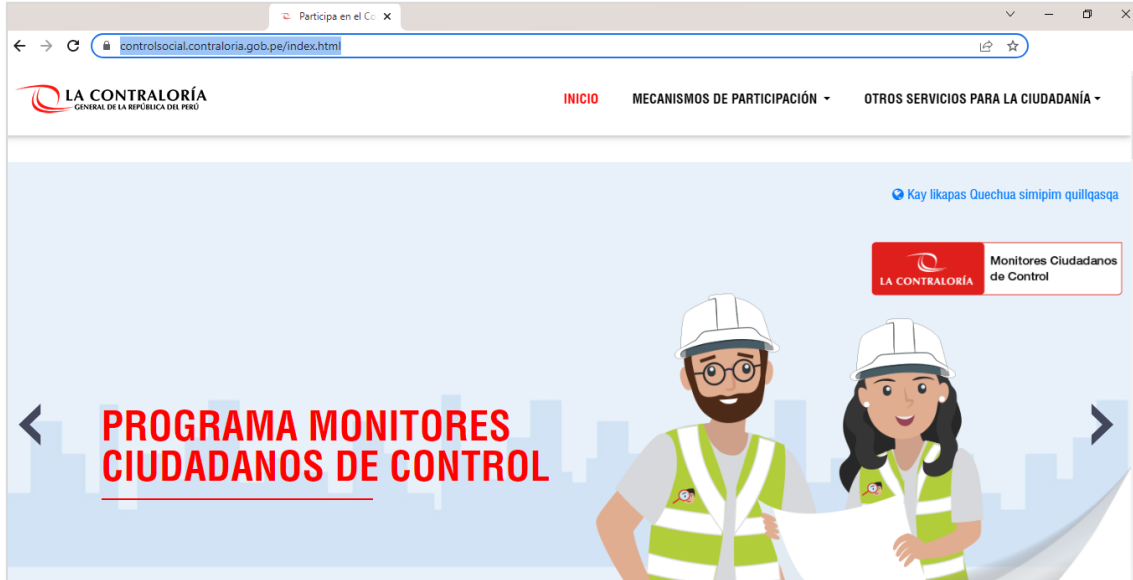 Participa en el Co
controlsocial.contraloria.gob.pe/index.html
LA CONTRALORÍA
GENERAL DE LA REPÚBLICA DEL PERÚ
INICIO
MECANISMOS DE PARTICIPACIÓN
OTROS SERVICIOS PARA LA CIUDADANÍA
Kay likapas Quechua simipim quillqasqa
LA CONTRALORÍA
Monitores Ciudadanos
de Control
PROGRAMA MONITORES
CIUDADANOS DE CONTROL